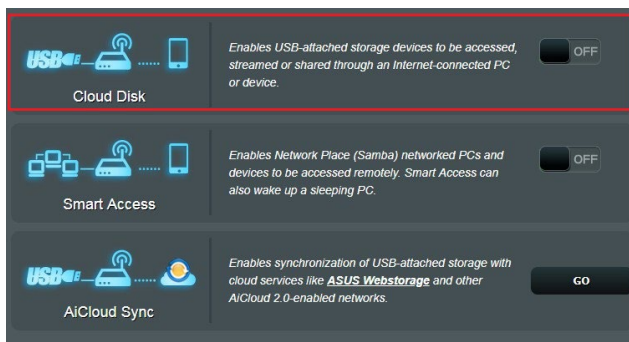 USB
Cloud Disk
Enables USB-attached storage devices to be accessed,
streamed or shared through an Internet-connected PC
or device.
OFF
Smart Access
Enables Network Place (Samba) networked PCs and
devices to be accessed remotely. Smart Access can
also wake up a sleeping PC.
OFF
USB
AiCloud Sync
Enables synchronization of USB-attached storage with
cloud services like ASUS Webstorage and other
AiCloud 2.0-enabled networks.
GO